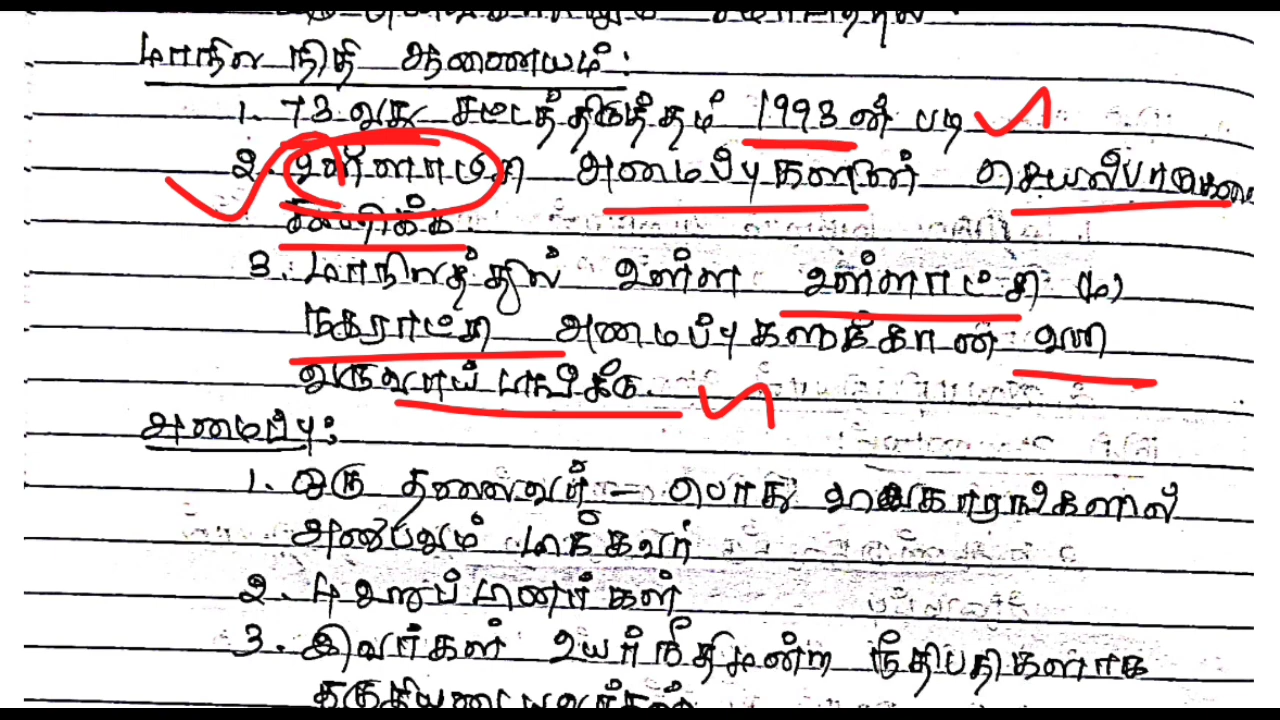 மாநில நிதி ஆணையம்:
1. 73 வது சட்டத்திருத்தம் 1993ன் படி
2. உள்ளாட்சி அமைப்புகளின் செயல்பாடுகளை
3. மாநிலத்தில் உள்ள உள்ளாட்சி (ம)
நகராட்சி அமைப்புகளுக்கான
வருவாய்
அமைப்பு:
1. ஒரு தலைவர் - பொது விவகாரங்களில்
அனுபவம் மிக்கவர்
2. 4 உறுப்பினர்கள்
3. இவர்கள் உயர்நீதிமன்ற நீதிபதிகளாக